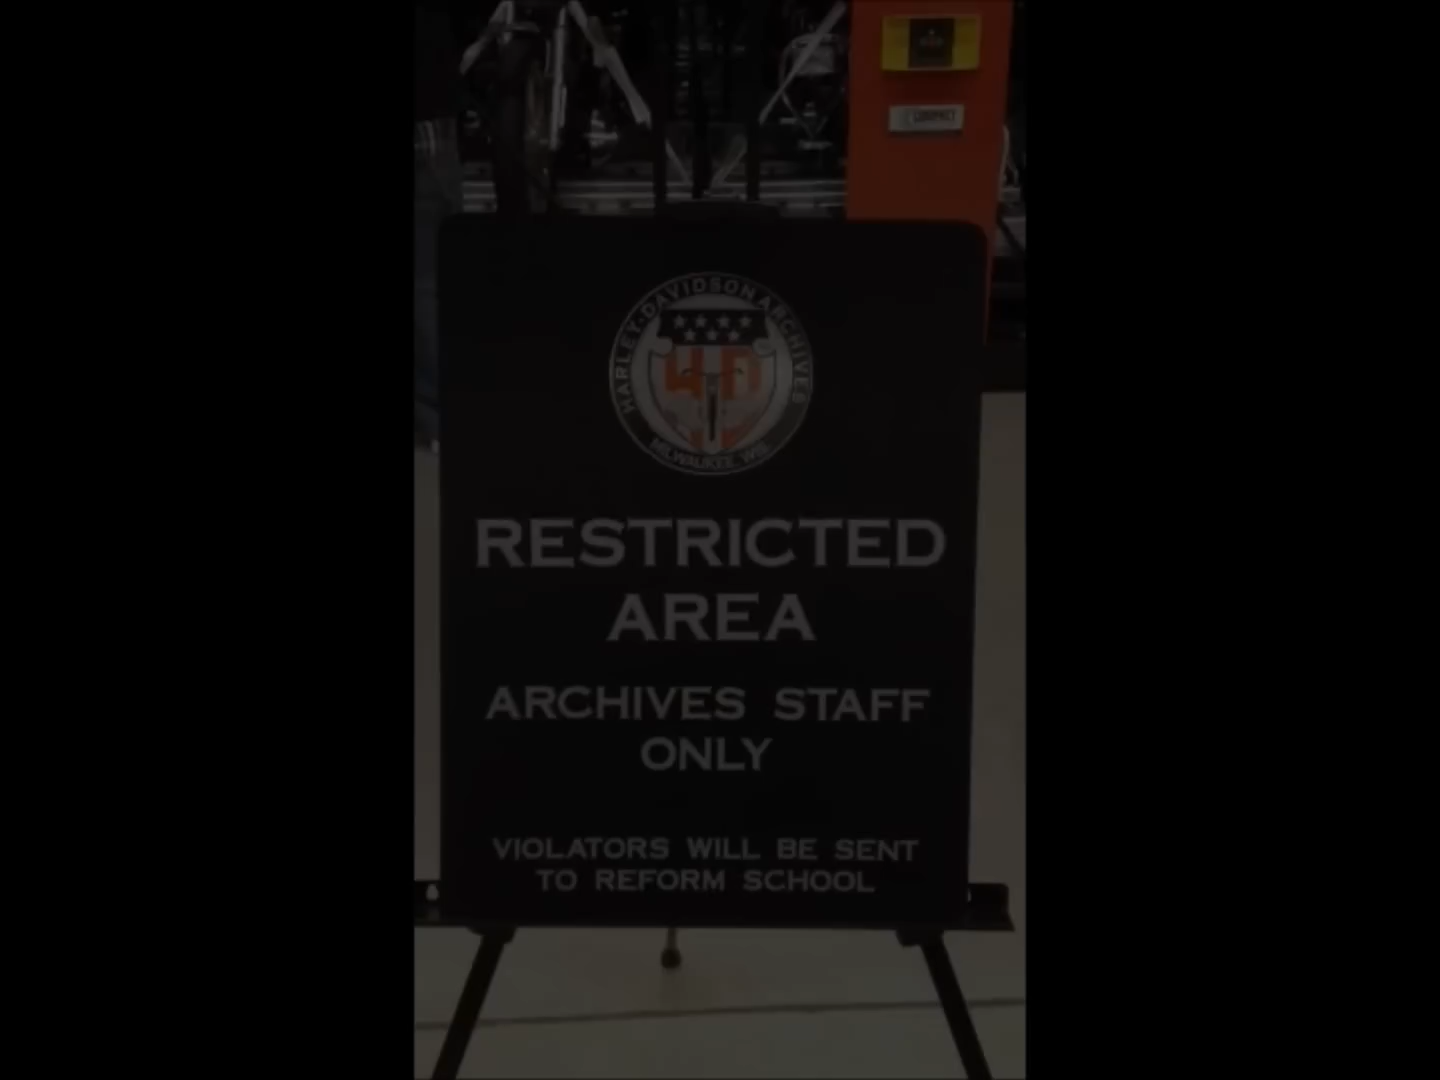 HARLEY-DAVIDSON ARCHIVES
MILWAUKEE, WIS.
RESTRICTED
AREA
ARCHIVES STAFF
ONLY
VIOLATORS WILL BE SENT
TO REFORM SCHOOL